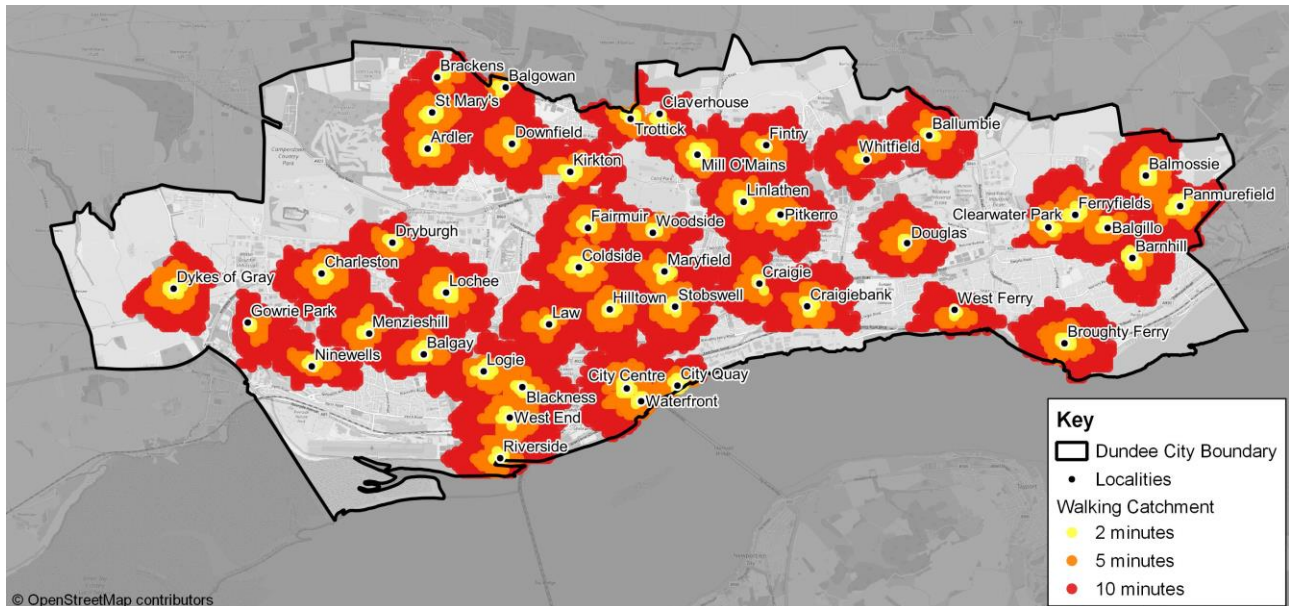 Brackens
Balgowan
St Mary's
Claverhouse
Trottick
Ardler
Downfield
Fintry
Ballumbie
Kirkton
Mill O'Mains
Whitfield
Balmossie
Linlathen
Pitkerro
Panmurefield
Fairmuir
Woodside
Clearwater Park
Ferryfields
Balgillo
Dryburgh
Douglas
Barnhill
Dykes of Gray
Charleston
Coldside
Maryfield
Craigie
Lochee
Gowrie Park
Hilltown
Stobswell
Craigiebank
West Ferry
Menzieshill
Law
Broughty Ferry
Ninewells
Balgay
Logie
City Centre
City Quay
Blackness
Waterfront
West End
Riverside
Key
Dundee City Boundary
Localities
Walking Catchment
2 minutes
5 minutes
10 minutes
© OpenStreetMap contributors